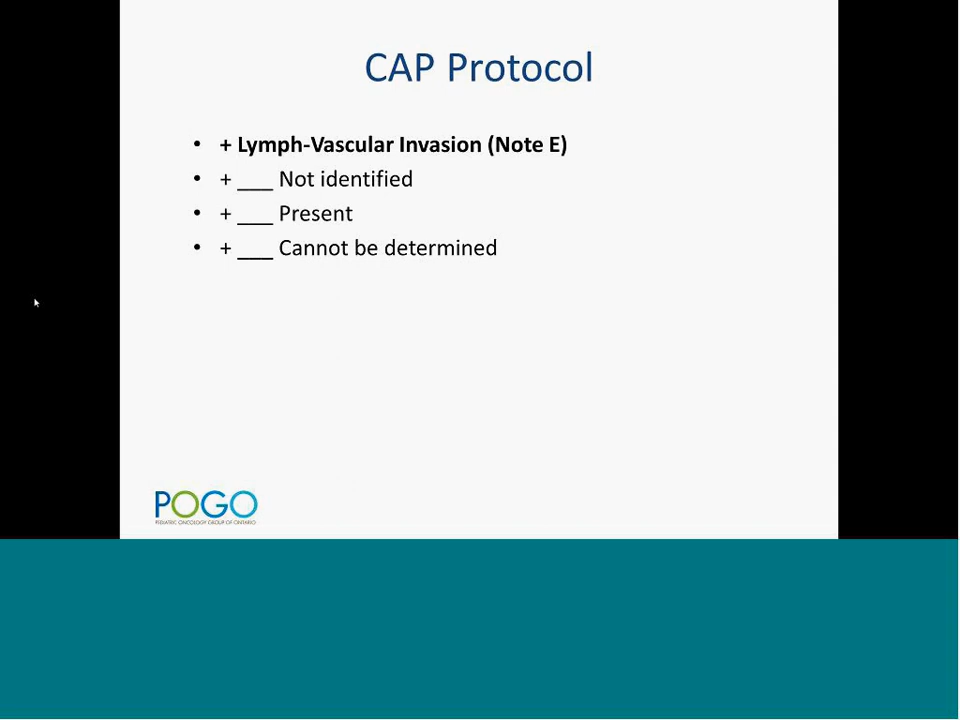 CAP Protocol
• + Lymph-Vascular Invasion (Note E)
• + ___ Not identified
• + ___ Present
• + ___ Cannot be determined
POGO
PEDIATRIC ONCOLOGY GROUP OF ONTARIO